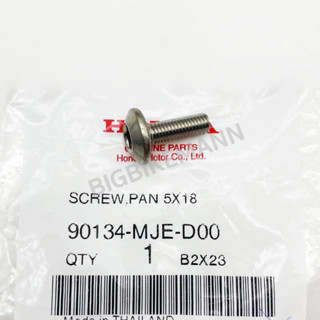 HONDA
GENUINE PARTS
Honda Motor Co., Ltd.
BIGBIKEMANN
SCREW,PAN 5X18
90134-MJE-D00
QTY 1 B2X23
Made in THAILAND